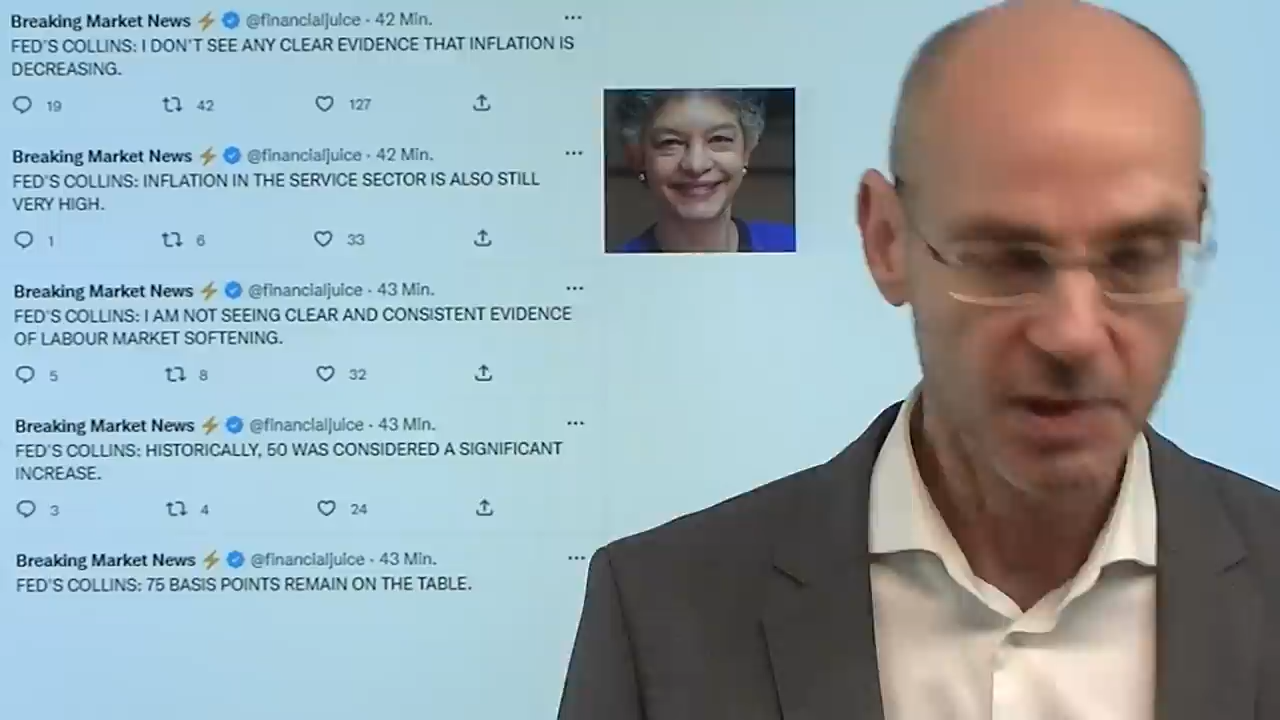 Breaking Market News ⚡ @financialjuice · 42 Min. ...
FED'S COLLINS: I DON'T SEE ANY CLEAR EVIDENCE THAT INFLATION IS
DECREASING.
19 42 127
Breaking Market News ⚡ @financialjuice · 42 Min. ...
FED'S COLLINS: INFLATION IN THE SERVICE SECTOR IS ALSO STILL
VERY HIGH.
1 6 33
Breaking Market News ⚡ @financialjuice · 43 Min. ...
FED'S COLLINS: I AM NOT SEEING CLEAR AND CONSISTENT EVIDENCE
OF LABOUR MARKET SOFTENING.
5 8 32
Breaking Market News ⚡ @financialjuice · 43 Min. ...
FED'S COLLINS: HISTORICALLY, 50 WAS CONSIDERED A SIGNIFICANT
INCREASE.
3 4 24
Breaking Market News ⚡ @financialjuice · 43 Min. ...
FED'S COLLINS: 75 BASIS POINTS REMAIN ON THE TABLE.